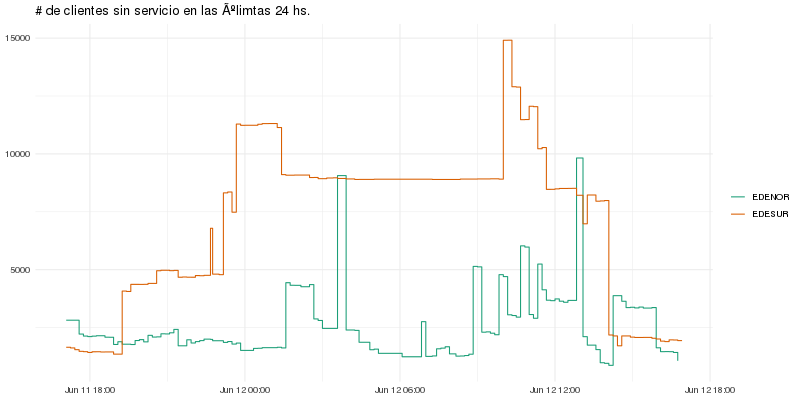 # de clientes sin servicio en las Ãºlimtas 24 hs.
15000
10000
5000
Jun 11 18:00
Jun 12 00:00
Jun 12 06:00
Jun 12 12:00
Jun 12 18:00
EDENOR
EDESUR